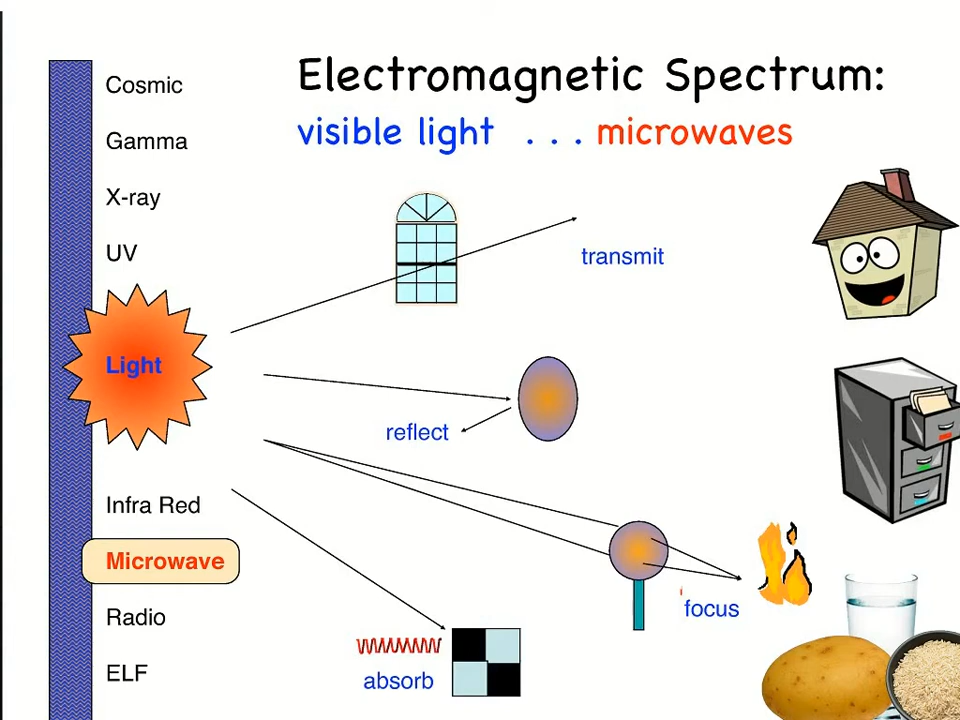 Electromagnetic Spectrum:
visible light . . . microwaves
Cosmic
Gamma
X-ray
UV
Light
Infra Red
Microwave
Radio
ELF
transmit
reflect
focus
absorb